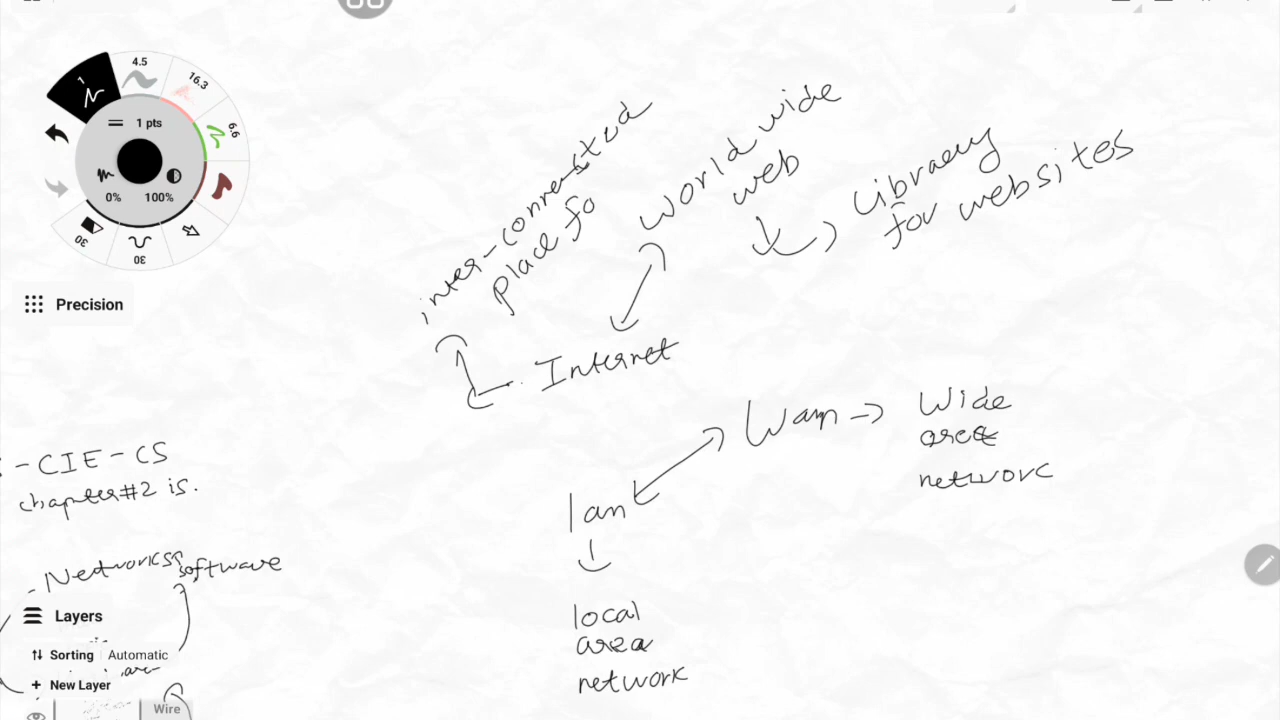 4.5
16.3
6.6
1
1 pts
0%
100%
30
30
Precision
inter-connected
place fo
world wide
web
Library
for websites
Internet
Wan → Wide
area
network
lan
local
area
network
- CIE - CS
chapter#2 is.
- Networks
software
Layers
Sorting Automatic
New Layer
Wire